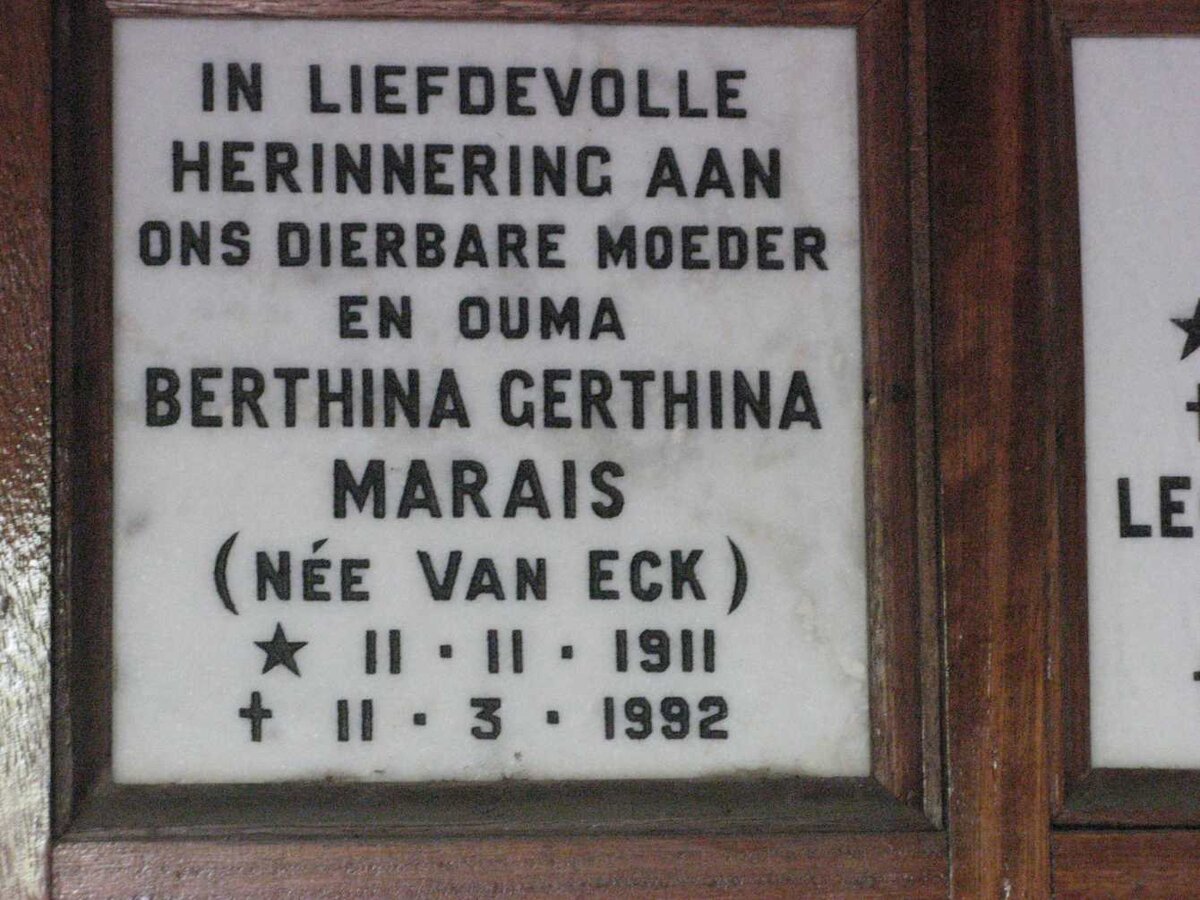 IN LIEFDEVOLLE
HERINNERING AAN
ONS DIERBARE MOEDER
EN OUMA
BERTHINA GERTHINA
MARAIS
(NÉE VAN ECK)
★ 11 · 11 · 1911
† 11 · 3 · 1992
★
†
LE